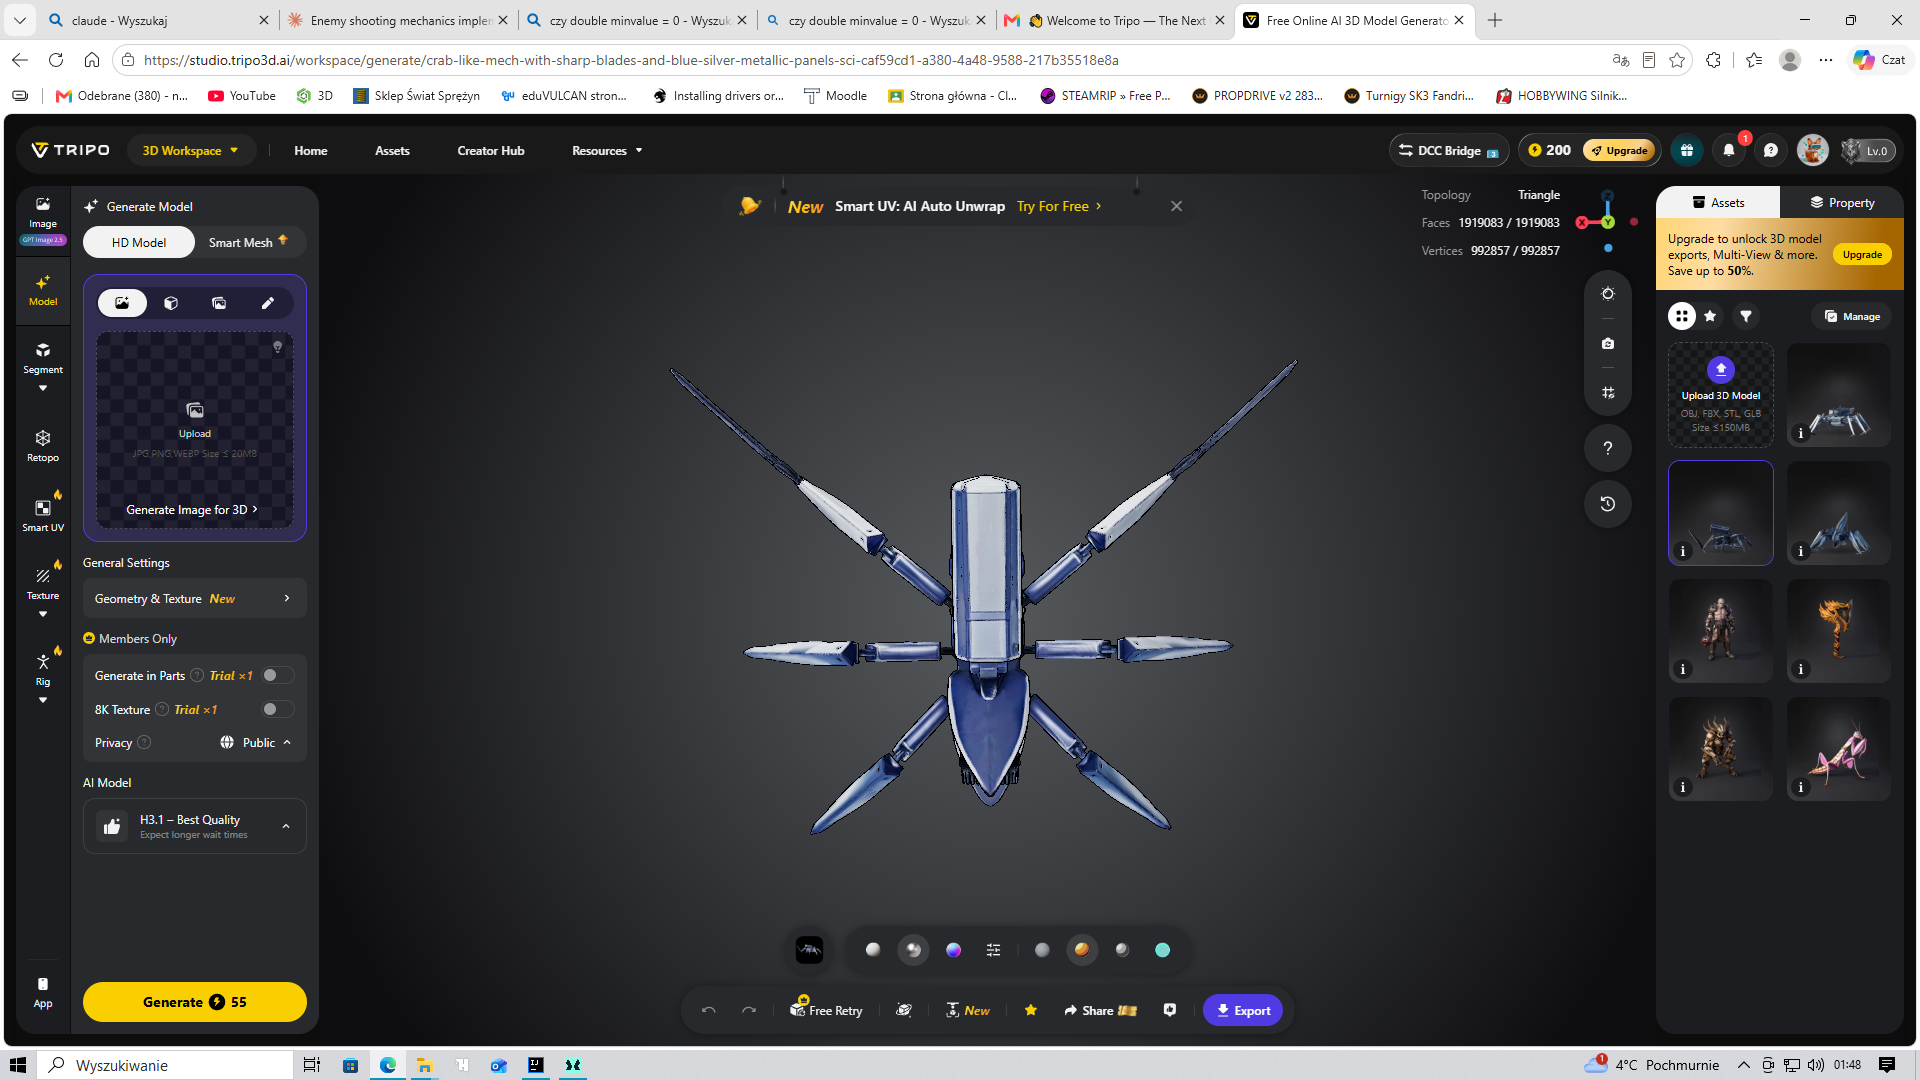 claude - Wyszukaj
Enemy shooting mechanics implen
czy double minvalue = 0 - Wyszuk
czy double minvalue = 0 - Wyszuk
Welcome to Tripo — The Next
Free Online AI 3D Model Generato
https://studio.tripo3d.ai/workspace/generate/crab-like-mech-with-sharp-blades-and-blue-silver-metallic-panels-sci-caf59cd1-a380-4a48-9588-217b35518e8a
Czat
Odebrane (380) - n...
YouTube
3D
Sklep Świat Sprężyn
eduVULCAN stron...
Installing drivers or...
Moodle
Strona główna - Cl...
STEAMRIP » Free P...
PROPDRIVE v2 283...
Turnigy SK3 Fandri...
HOBBYWING Silnik...
TRIPO
3D Workspace
Home
Assets
Creator Hub
Resources
DCC Bridge
200
Upgrade
1
Lv.0
Image
GPT Image 2.5
Model
Segment
Retopo
Smart UV
Texture
Rig
App
Generate Model
HD Model
Smart Mesh
Upload
JPG,PNG,WEBP Size ≤ 20MB
Generate Image for 3D
General Settings
Geometry & Texture New
Members Only
Generate in Parts ? Trial ×1
8K Texture ? Trial ×1
Privacy ? Public
AI Model
H3.1 – Best Quality
Expect longer wait times
Generate 55
New Smart UV: AI Auto Unwrap Try For Free
Topology Triangle
Faces 1919083 / 1919083
Vertices 992857 / 992857
X
Y
?
Free Retry
New
Share
Export
Assets
Property
Upgrade to unlock 3D model
exports, Multi-View & more.
Save up to 50%.
Upgrade
Manage
Upload 3D Model
OBJ, FBX, STL, GLB
Size ≤150MB
Wyszukiwanie
1
4°C Pochmurnie
01:48